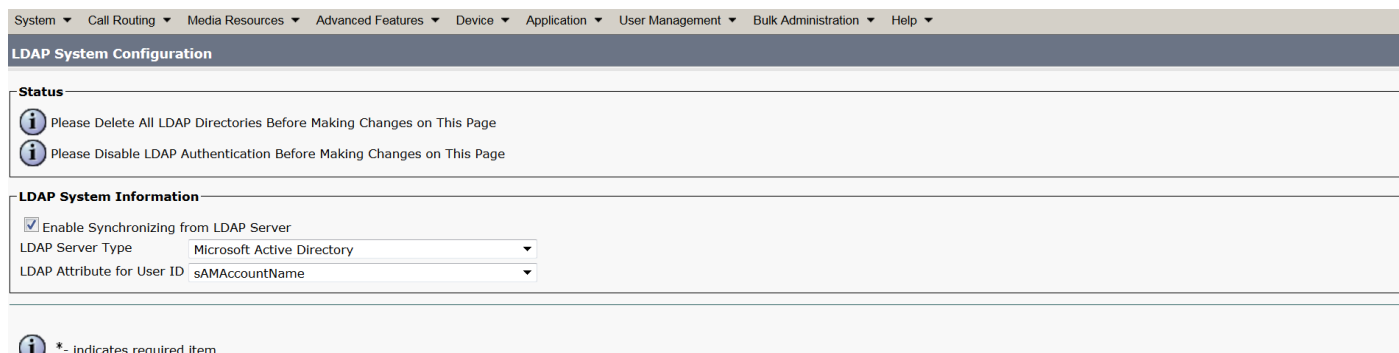 System Call Routing Media Resources Advanced Features Device Application User Management Bulk Administration Help
LDAP System Configuration
Status
Please Delete All LDAP Directories Before Making Changes on This Page
Please Disable LDAP Authentication Before Making Changes on This Page
LDAP System Information
Enable Synchronizing from LDAP Server
LDAP Server Type Microsoft Active Directory
LDAP Attribute for User ID sAMAccountName
*- indicates required item